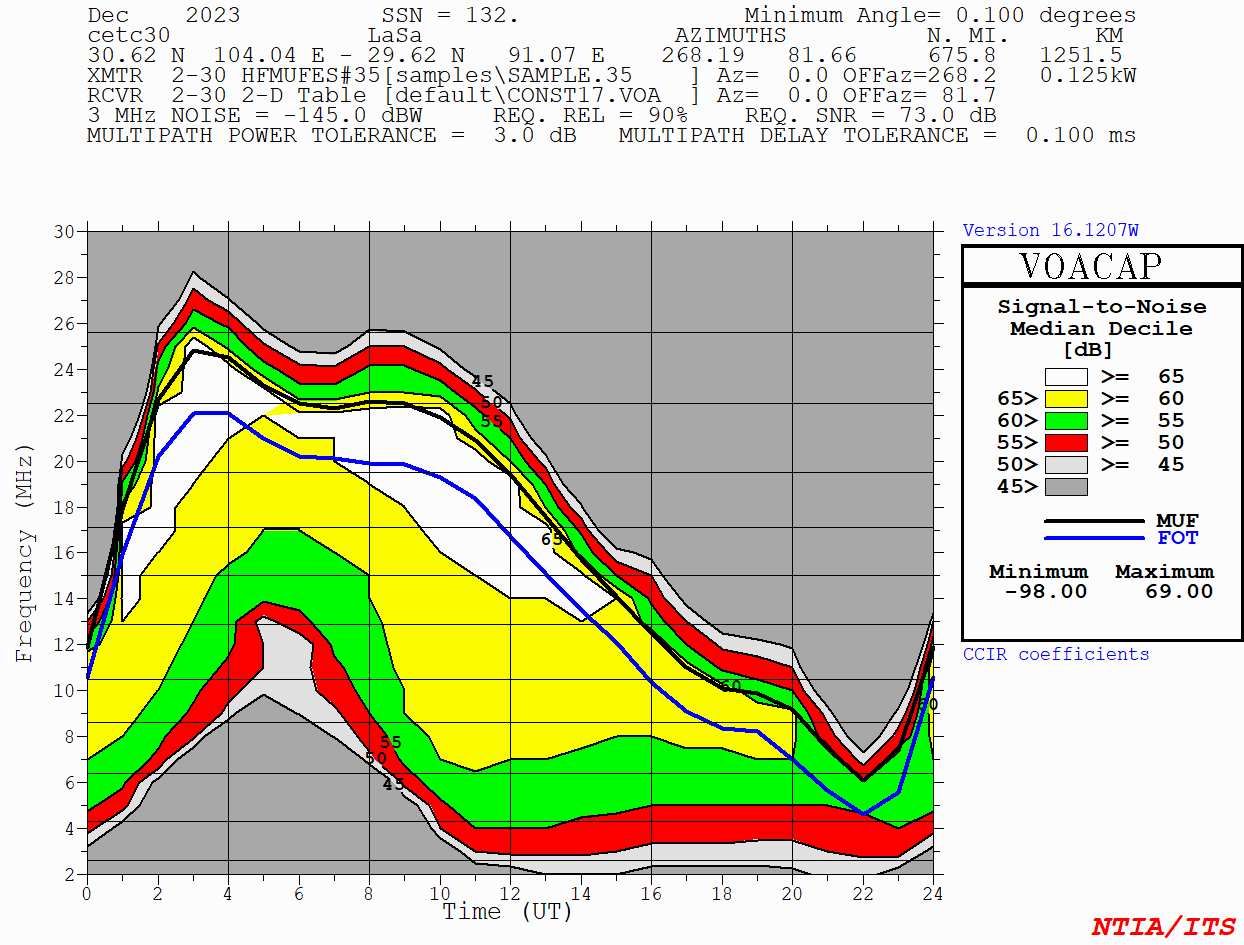 Dec    2023          SSN = 132.                Minimum Angle= 0.100 degrees
cetc30              LaSa                    AZIMUTHS          N. MI.      KM
30.62 N  104.04 E - 29.62 N   91.07 E    268.19   81.66     675.8   1251.5
XMTR  2-30 HFMUFES#35[samples\SAMPLE.35    ] Az=  0.0 OFFaz=268.2   0.125kW
RCVR  2-30 2-D Table [default\CONST17.VOA  ] Az=  0.0 OFFaz= 81.7
3 MHz NOISE = -145.0 dBW     REQ. REL = 90%    REQ. SNR = 73.0 dB
MULTIPATH POWER TOLERANCE =  3.0 dB   MULTIPATH DELAY TOLERANCE =  0.100 ms
Version 16.1207W
VOACAP
Signal-to-Noise
Median Decile
[dB]
>= 65
65> >= 60
60> >= 55
55> >= 50
50> >= 45
45>
MUF
FOT
Minimum Maximum
-98.00 69.00
CCIR coefficients
30
28
26
24
22
20
18
16
14
12
10
8
6
4
2
Frequency (MHz)
45
50
55
65
60
60
55
50
45
0 2 4 6 8 10 12 14 16 18 20 22 24
Time (UT)
NTIA/ITS